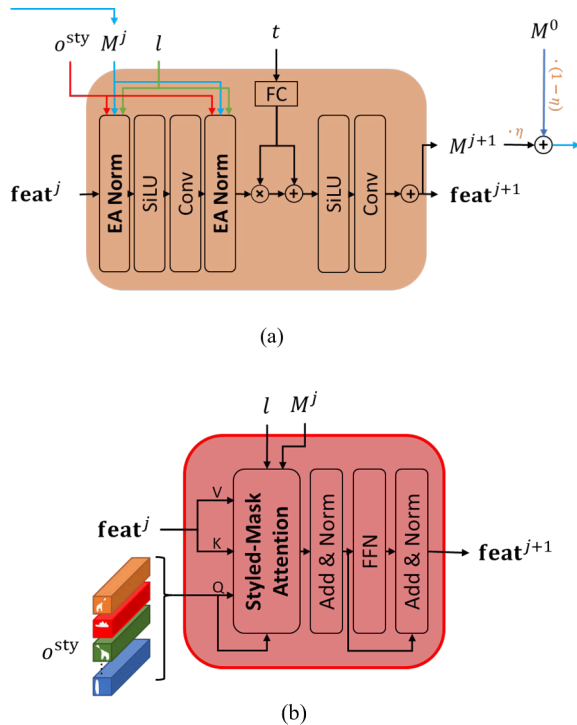 o^sty M^j l t M^0
FC
· (1 − η)
EA Norm
SiLU
Conv
EA Norm
×
+
SiLU
Conv
+
M^j+1
· η
+
feat^j
feat^j+1
(a)
l M^j
V
K
Q
feat^j
Styled-Mask
Attention
Add & Norm
FFN
Add & Norm
feat^j+1
o^sty
(b)